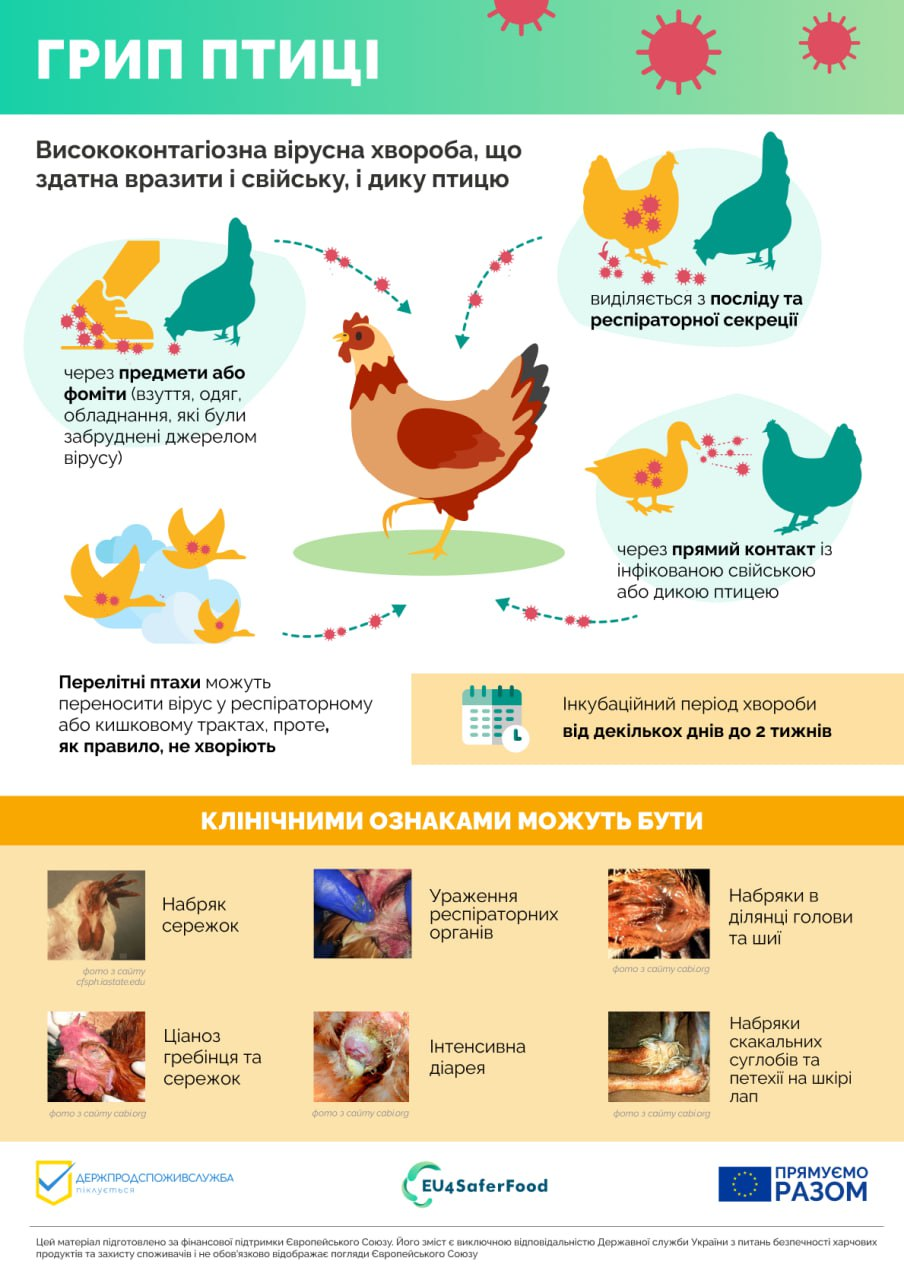 ГРИП ПТИЦІ
Висококонтагіозна вірусна хвороба, що
здатна вразити і свійську, і дику птицю
виділяється з посліду та
респіраторної секреції
через предмети або
фоміти (взуття, одяг,
обладнання, які були
забруднені джерелом
вірусу)
через прямий контакт із
інфікованою свійською
або дикою птицею
Перелітні птахи можуть
переносити вірус у респіраторному
або кишковому трактах, проте,
як правило, не хворіють
Інкубаційний період хвороби
від декількох днів до 2 тижнів
КЛІНІЧНИМИ ОЗНАКАМИ МОЖУТЬ БУТИ
Набряк
сережок
фото з сайту
cfsph.iastate.edu
Ураження
респіраторних
органів
Набряки в
ділянці голови
та шиї
фото з сайту cabi.org
Ціаноз
гребінця та
сережок
фото з сайту cabi.org
Інтенсивна
діарея
фото з сайту cabi.org
Набряки
скакальних
суглобів та
петехії на шкірі
лап
фото з сайту cabi.org
ДЕРЖПРОДСПОЖИВСЛУЖБА
піклується
EU4SaferFood
ПРЯМУЄМО
РАЗОМ
Цей матеріал підготовлено за фінансової підтримки Європейського Союзу. Його зміст є виключною відповідальністю Державної служби України з питань безпечності харчових
продуктів та захисту споживачів і не обов'язково відображає погляди Європейського Союзу